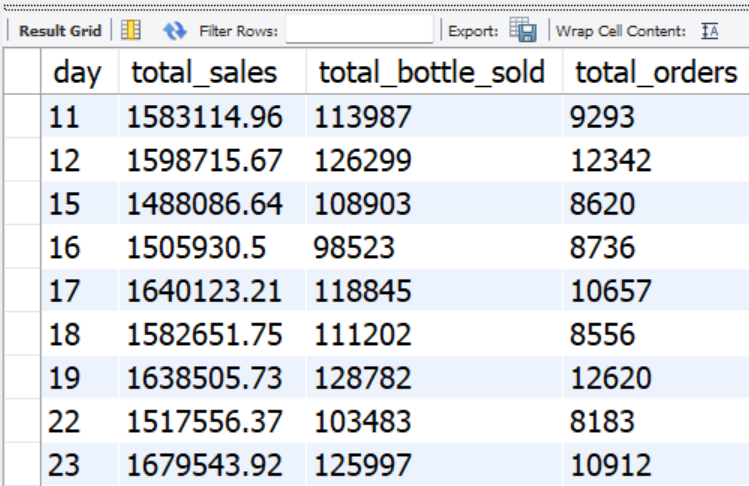 Result Grid Filter Rows: Export: Wrap Cell Content: IA
day total_sales total_bottle_sold total_orders
11 1583114.96 113987 9293
12 1598715.67 126299 12342
15 1488086.64 108903 8620
16 1505930.5 98523 8736
17 1640123.21 118845 10657
18 1582651.75 111202 8556
19 1638505.73 128782 12620
22 1517556.37 103483 8183
23 1679543.92 125997 10912